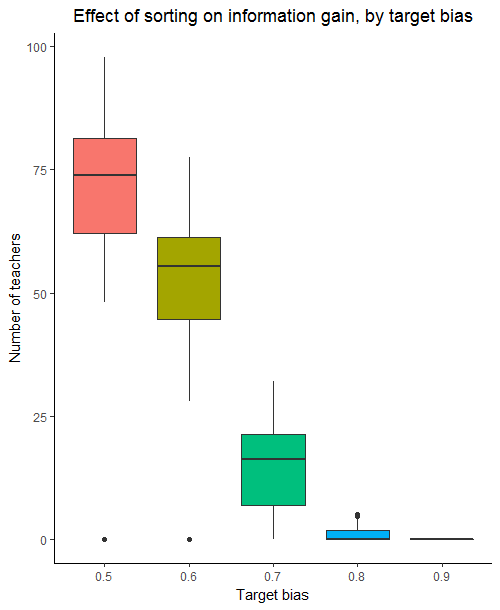 Effect of sorting on information gain, by target bias
Number of teachers
100
75
50
25
0
0.5 0.6 0.7 0.8 0.9
Target bias